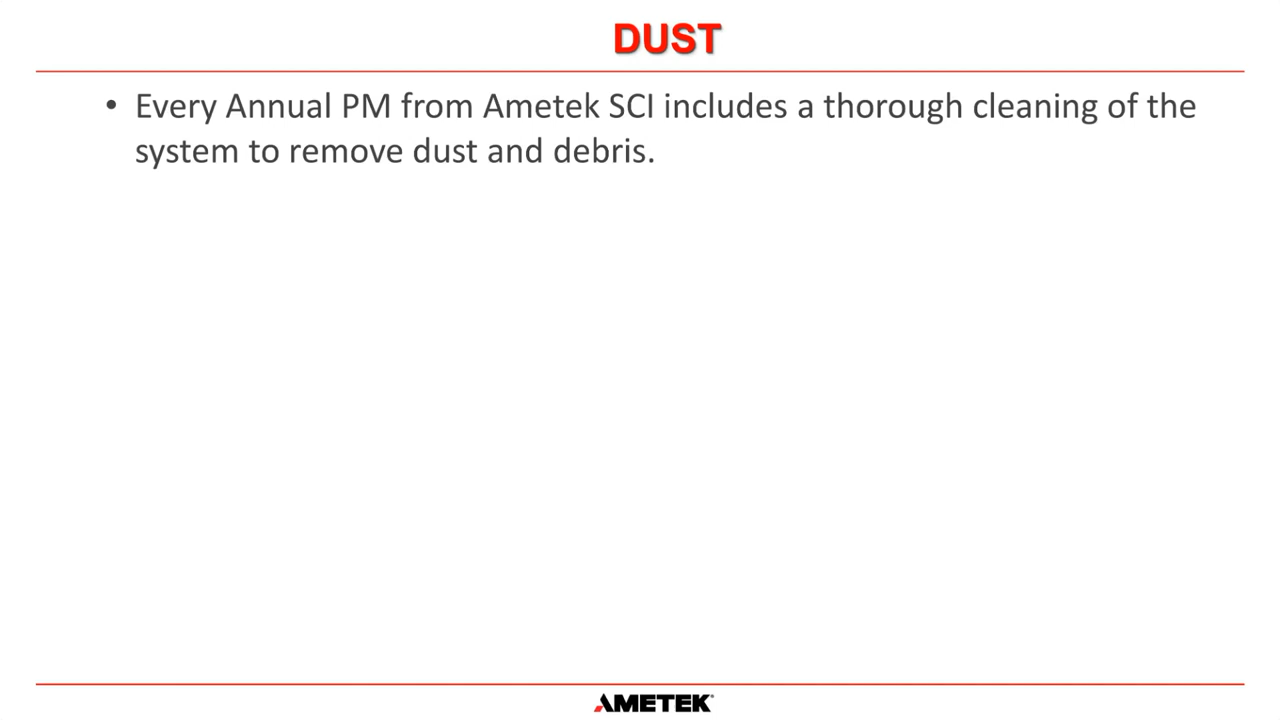 DUST
• Every Annual PM from Ametek SCI includes a thorough cleaning of the
system to remove dust and debris.
AMETEK®